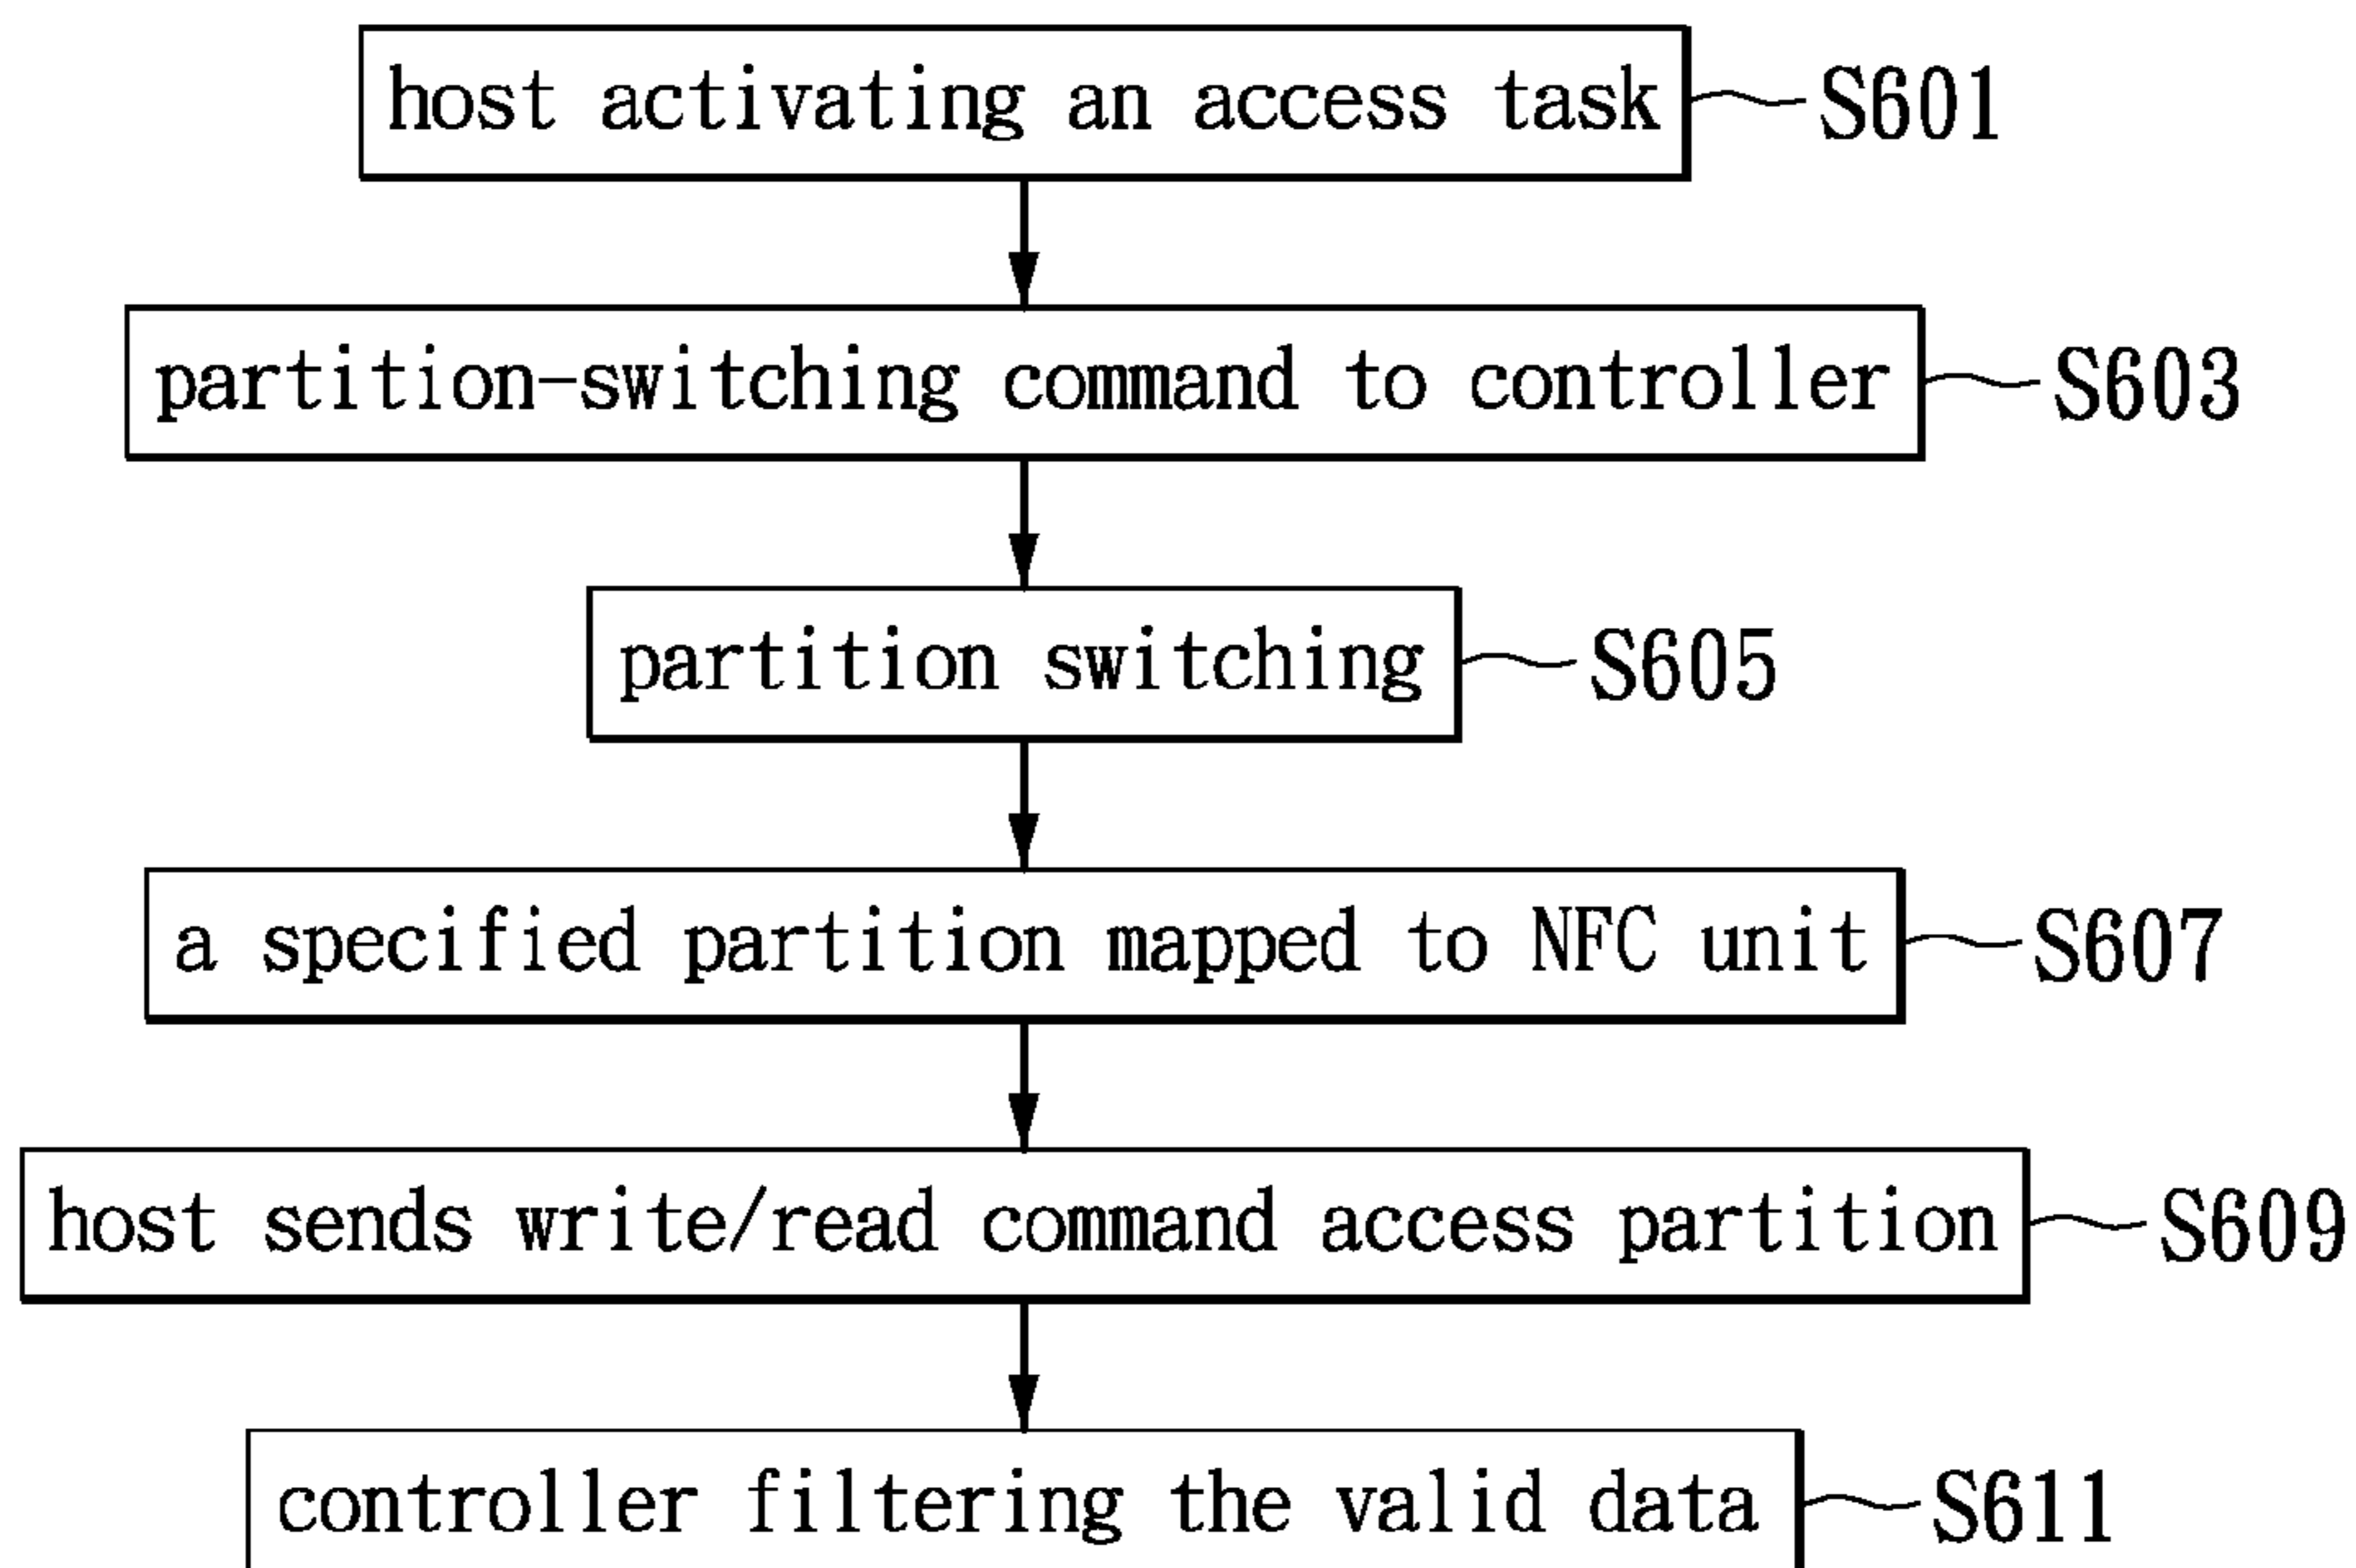 host activating an access task S601
partition-switching command to controller S603
partition switching S605
a specified partition mapped to NFC unit S607
host sends write/read command access partition S609
controller filtering the valid data S611